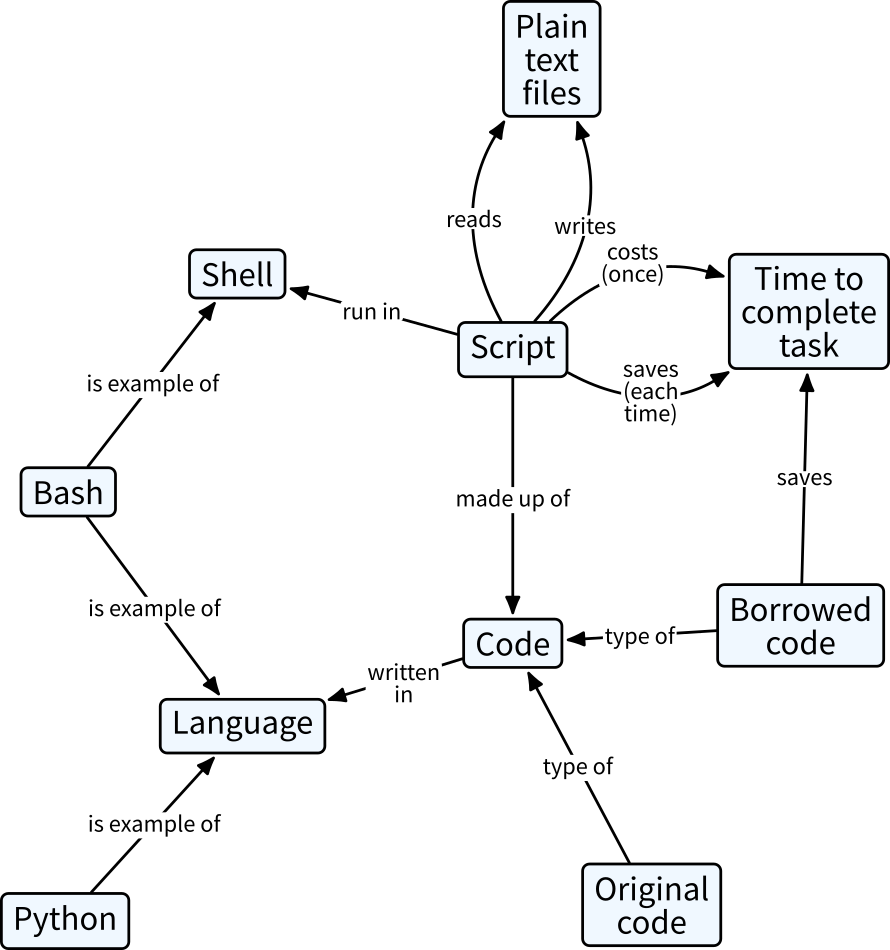 Plain
text
files
reads
writes
costs
(once)
Shell
Time to
complete
task
run in
Script
saves
(each
time)
is example of
Bash
made up of
saves
is example of
Borrowed
code
Code
type of
written
in
Language
type of
is example of
Original
code
Python